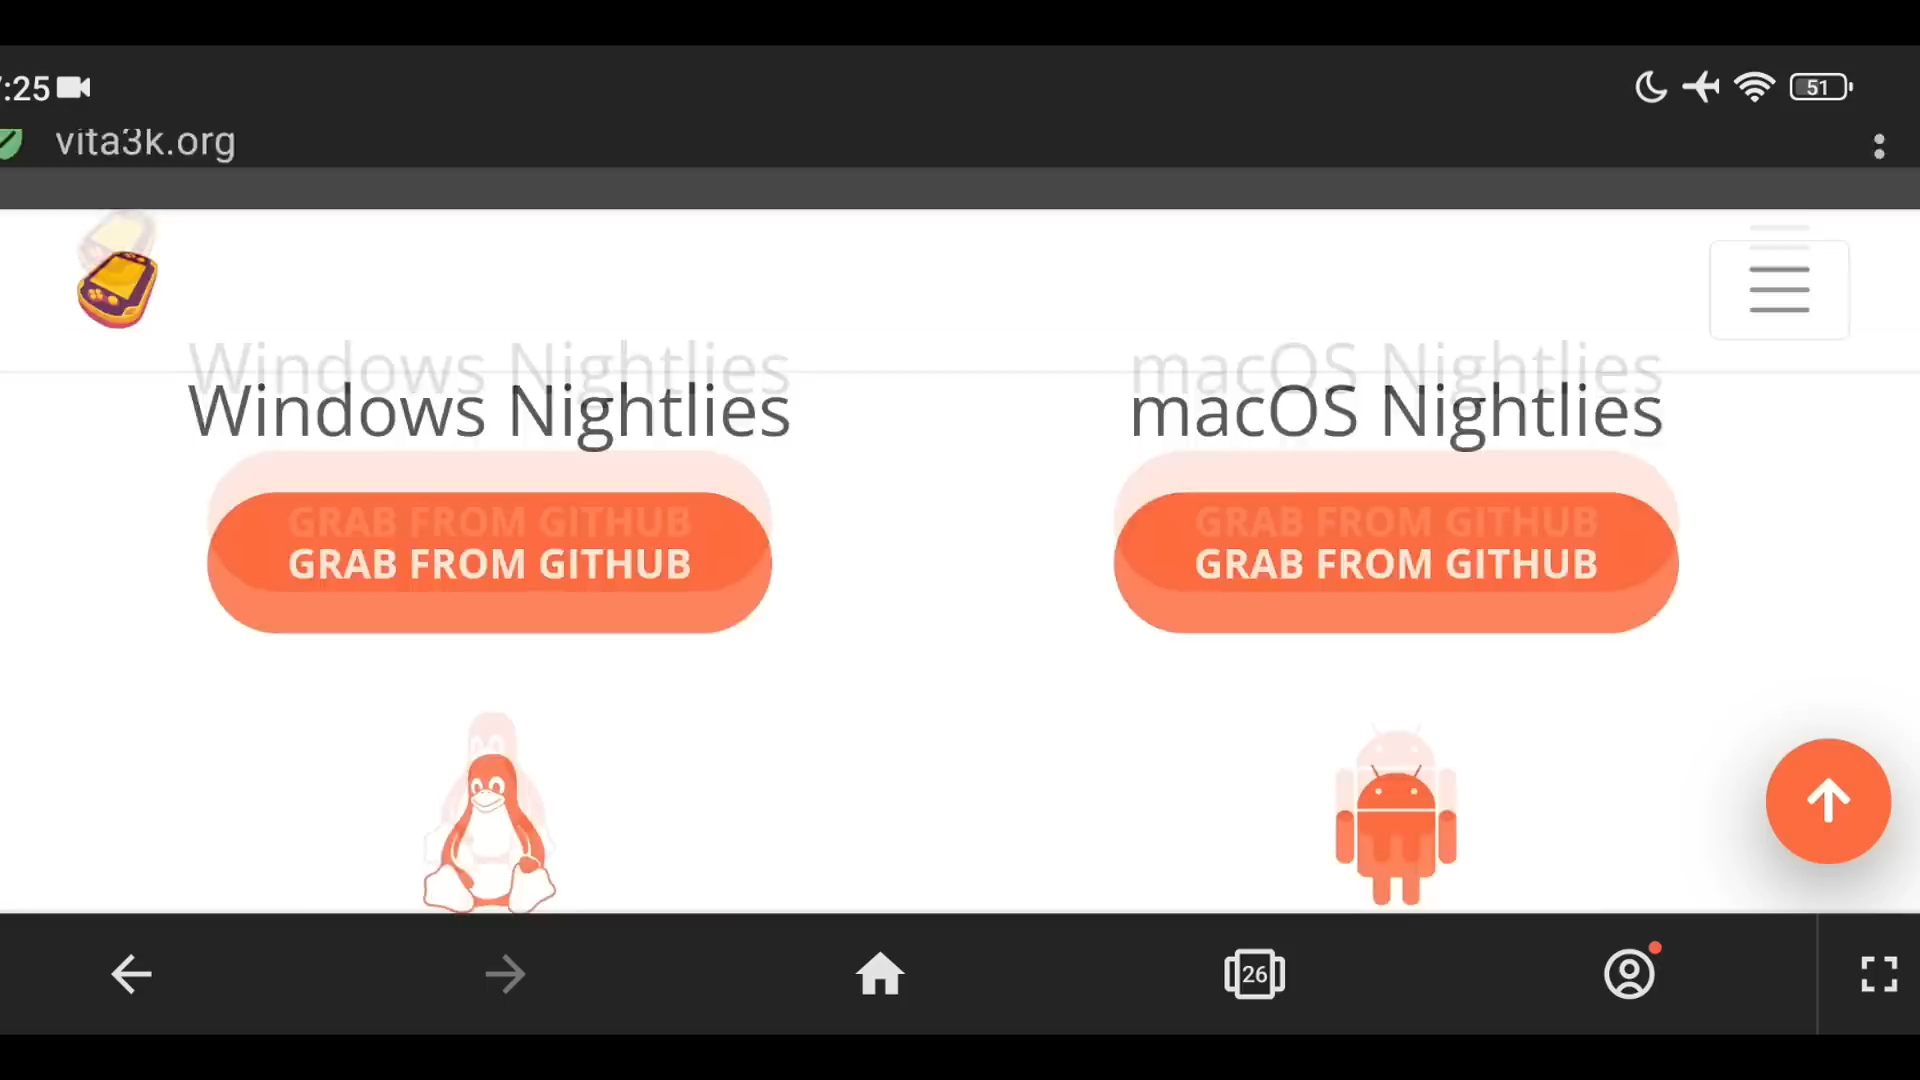 :25
51
vita3k.org
Windows Nightlies
macOS Nightlies
GRAB FROM GITHUB
GRAB FROM GITHUB
26